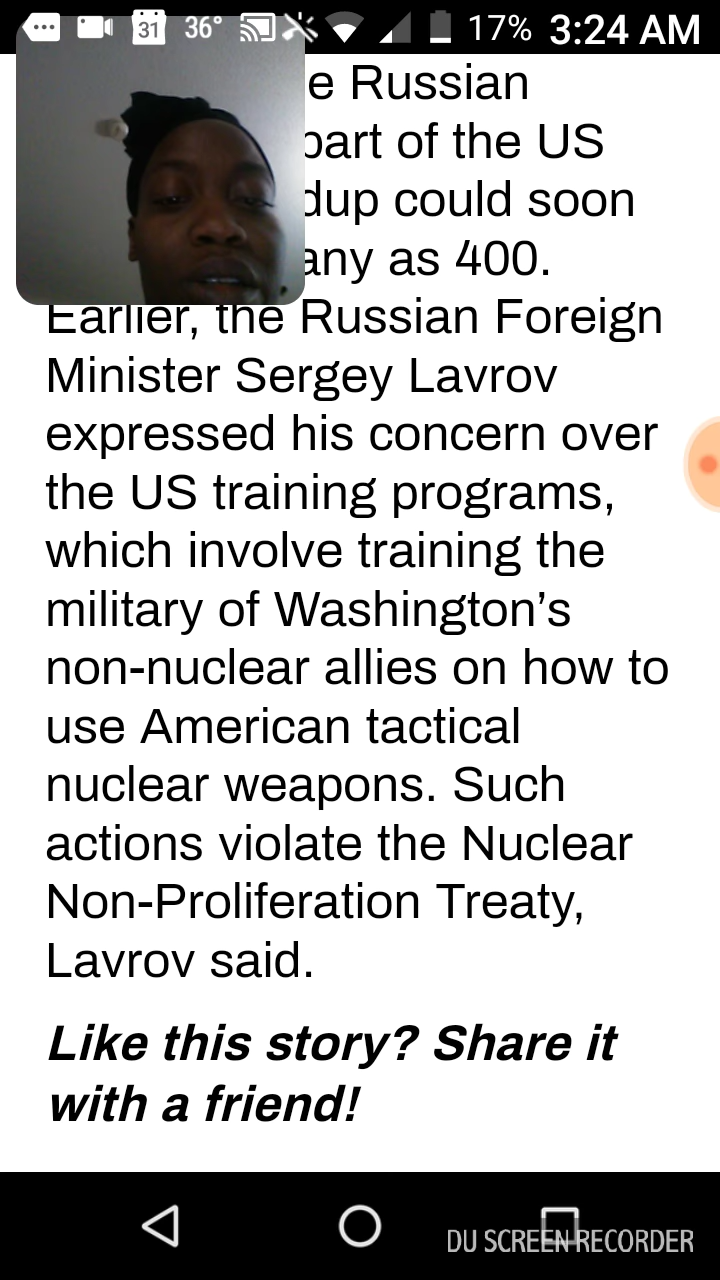 31 36° 17% 3:24 AM
e Russian
part of the US
dup could soon
any as 400.
Earlier, the Russian Foreign
Minister Sergey Lavrov
expressed his concern over
the US training programs,
which involve training the
military of Washington’s
non-nuclear allies on how to
use American tactical
nuclear weapons. Such
actions violate the Nuclear
Non-Proliferation Treaty,
Lavrov said.
Like this story? Share it
with a friend!
DU SCREEN RECORDER